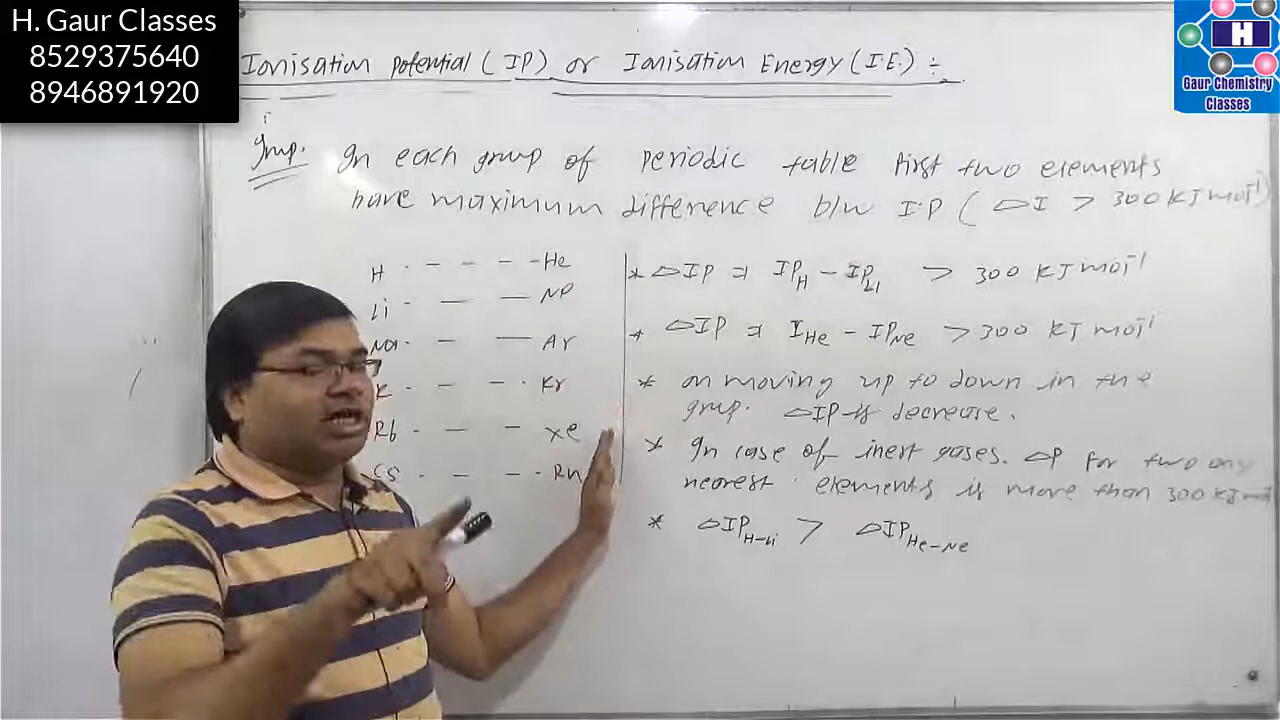 H. Gaur Classes
8529375640
8946891920
H
Gaur Chemistry
Classes
Ionisation Potential (IP) or Ionisation Energy (I.E.) ÷
Grup.
In each group of periodic table first two elements
have maximum difference b/w I.P ( △I > 300 KJ mol⁻¹)
H - - - - He
Li - - - Ne
Na - - Ar
K - - - Kr
Rb - - - Xe
Cs - - - Rn
* △IP ⇒ IP_H - IP_Li > 300 KJ mol⁻¹
* △IP ⇒ I_He - IP_Ne > 300 KJ mol⁻¹
* on moving up to down in the
grup. △IP is decrease.
* In case of inert gases. △P for two any
nearest elements is more than 300 KJ mol
* △IP_H-Li > △IP_He-Ne